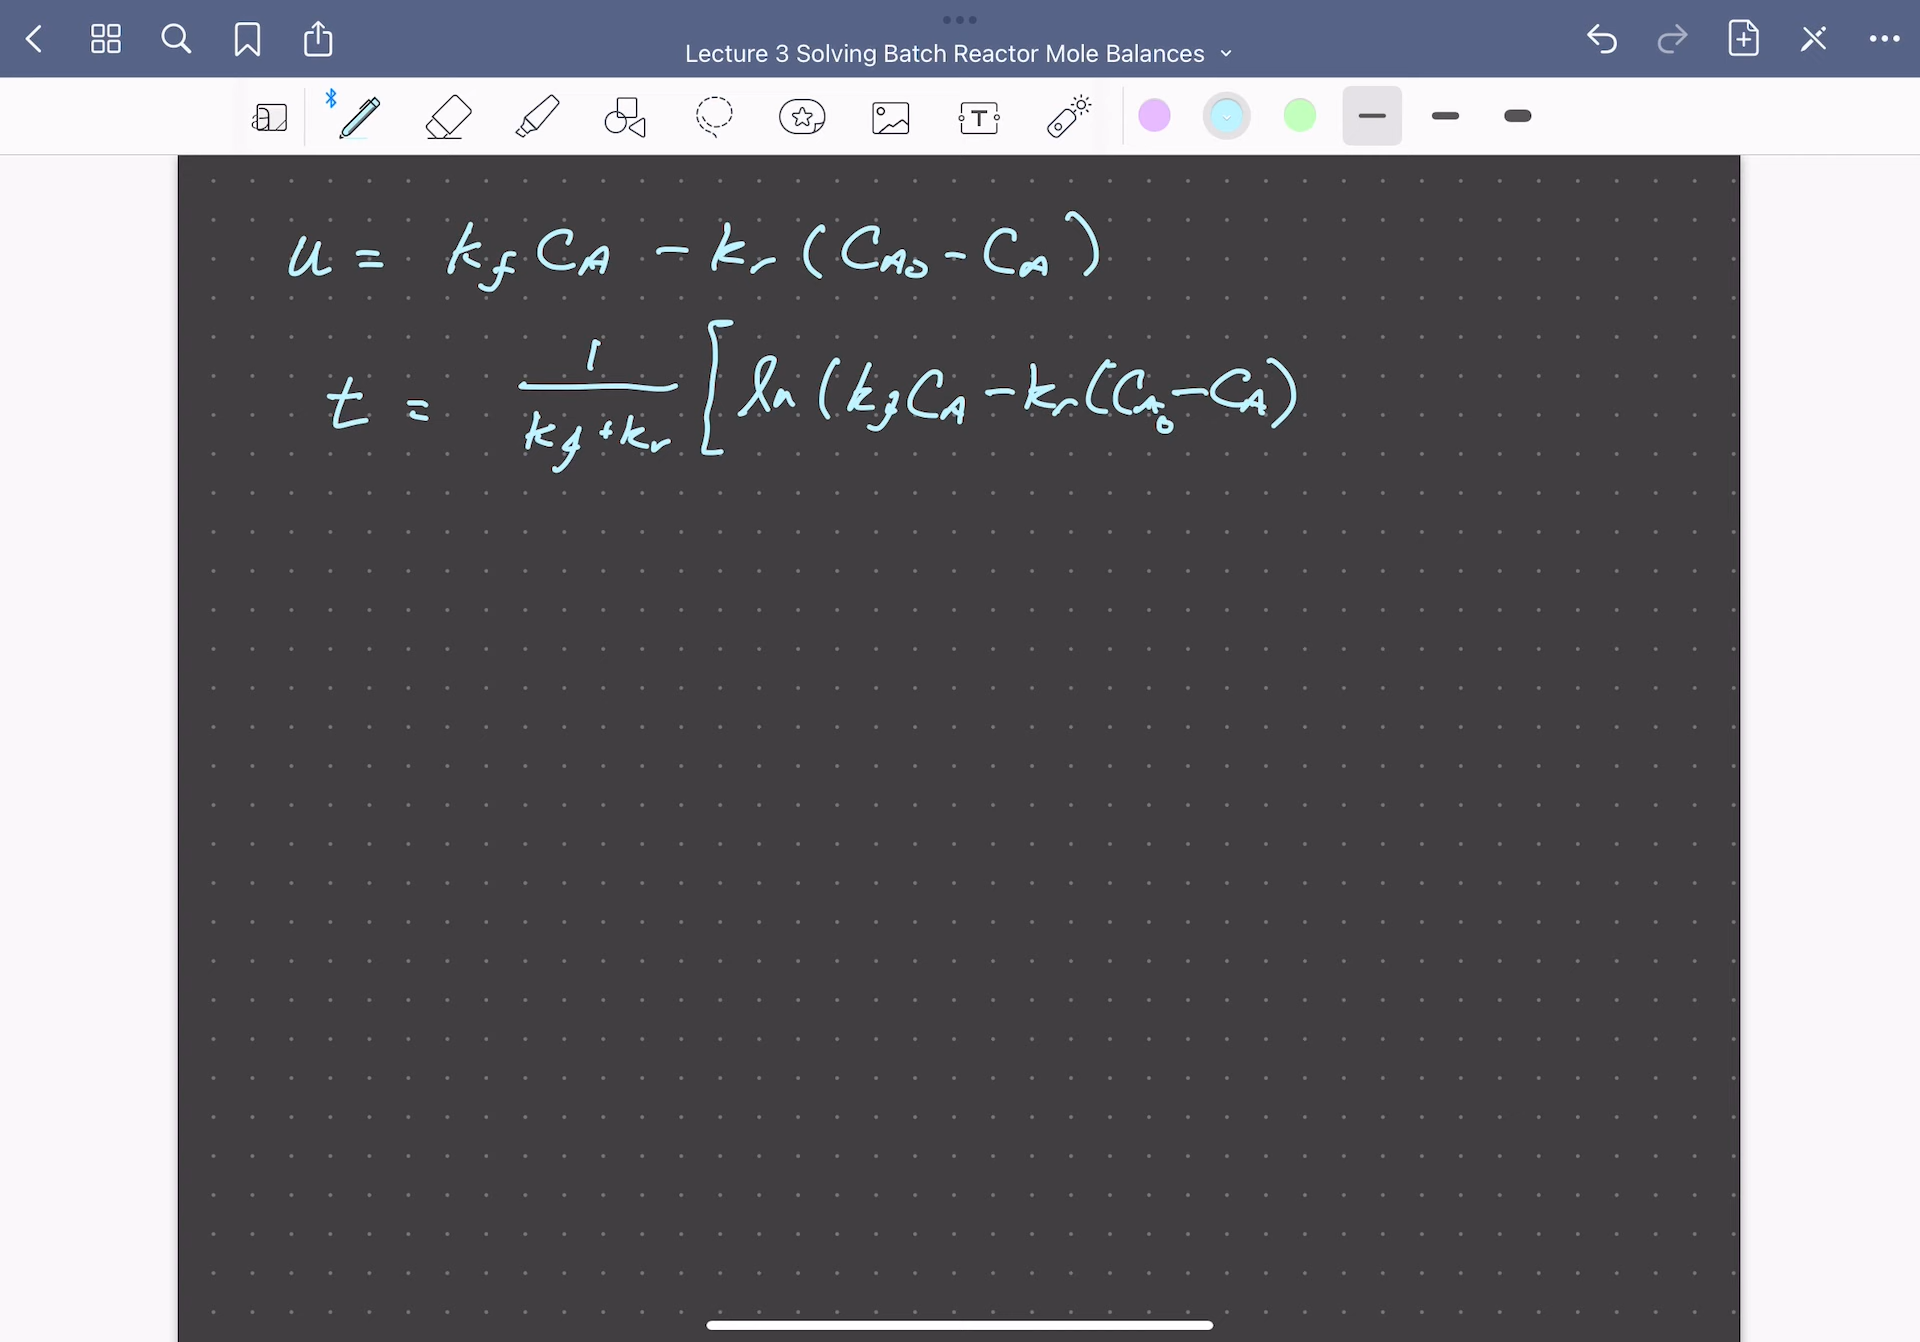 Lecture 3 Solving Batch Reactor Mole Balances
T
u = k_f C_A - k_r (C_A0 - C_A)
t = 1/(k_f + k_r) [ ln (k_f C_A - k_r (C_A0 - C_A)